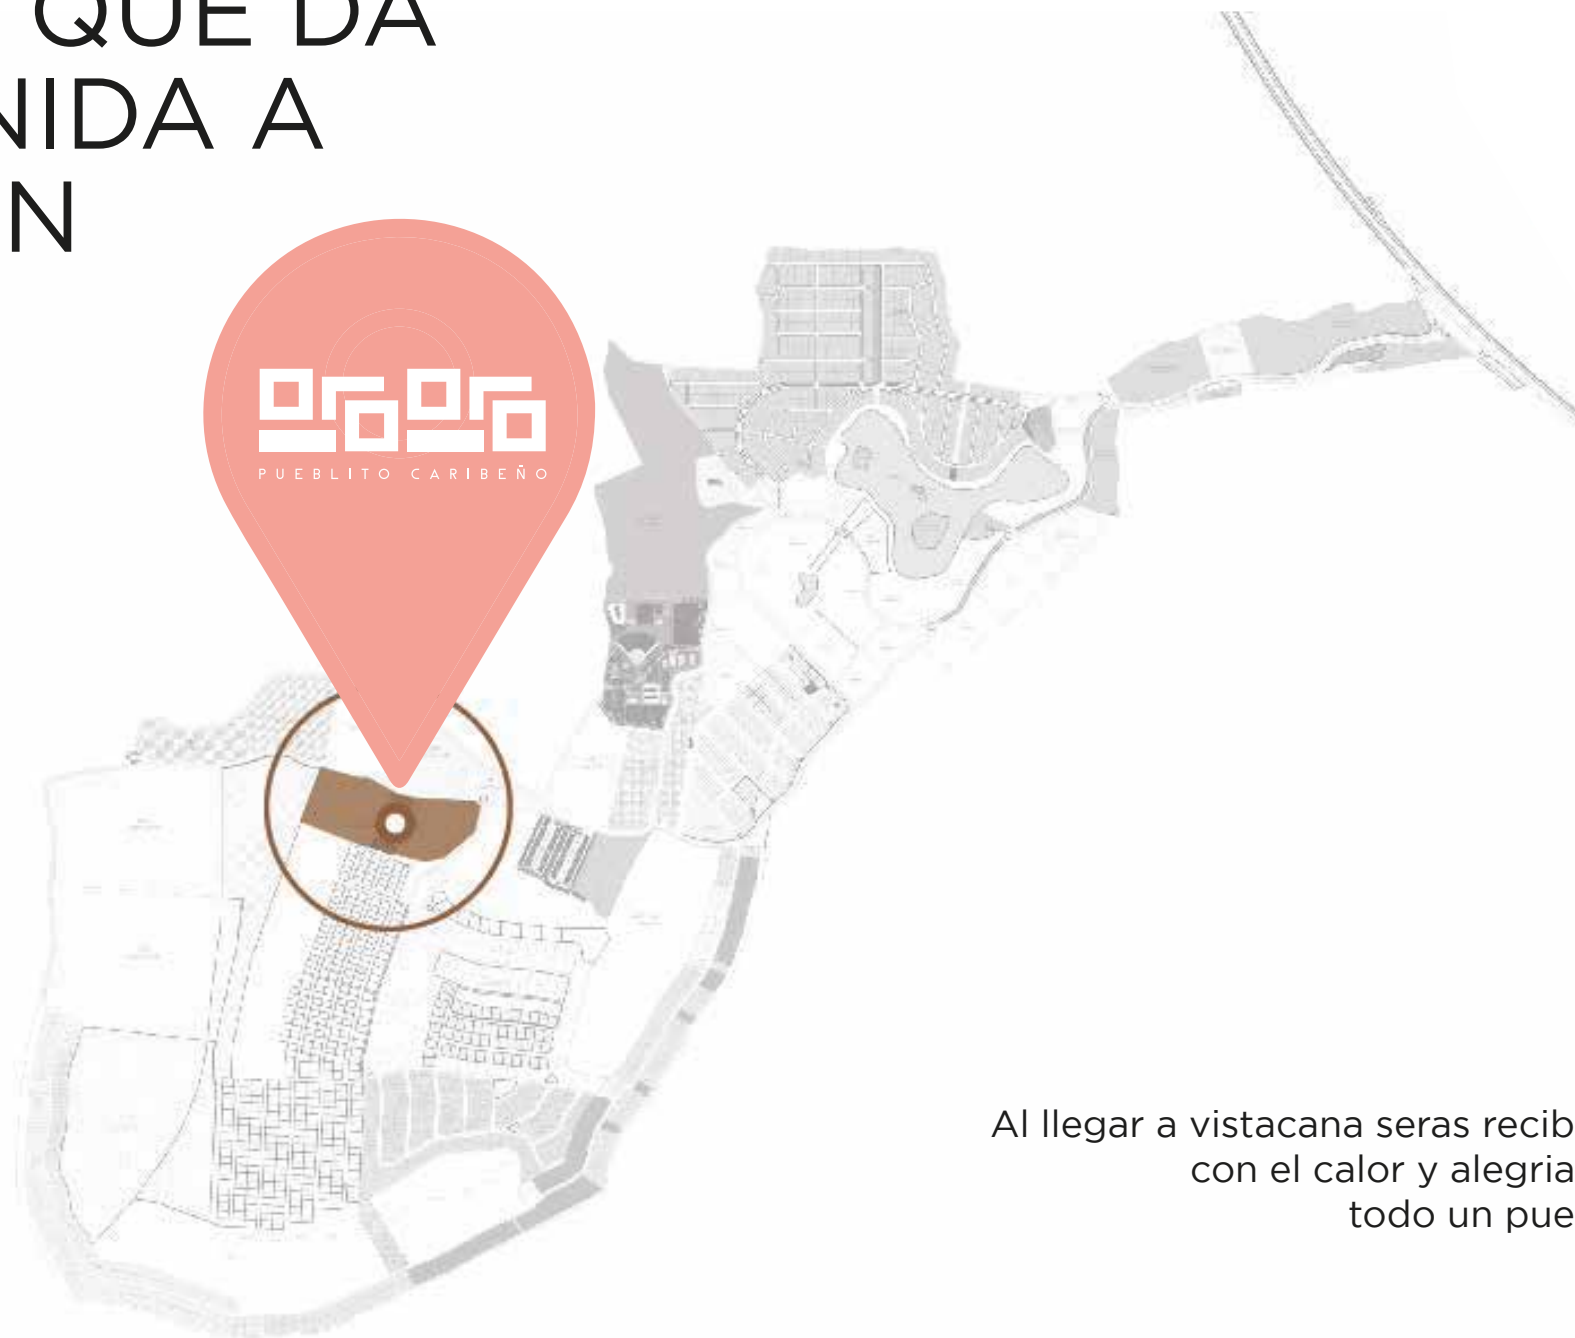 QUE DA
NIDA A
N
PUEBLITO CARIBEÑO
Al llegar a vistacana seras recib
con el calor y alegria
todo un pue